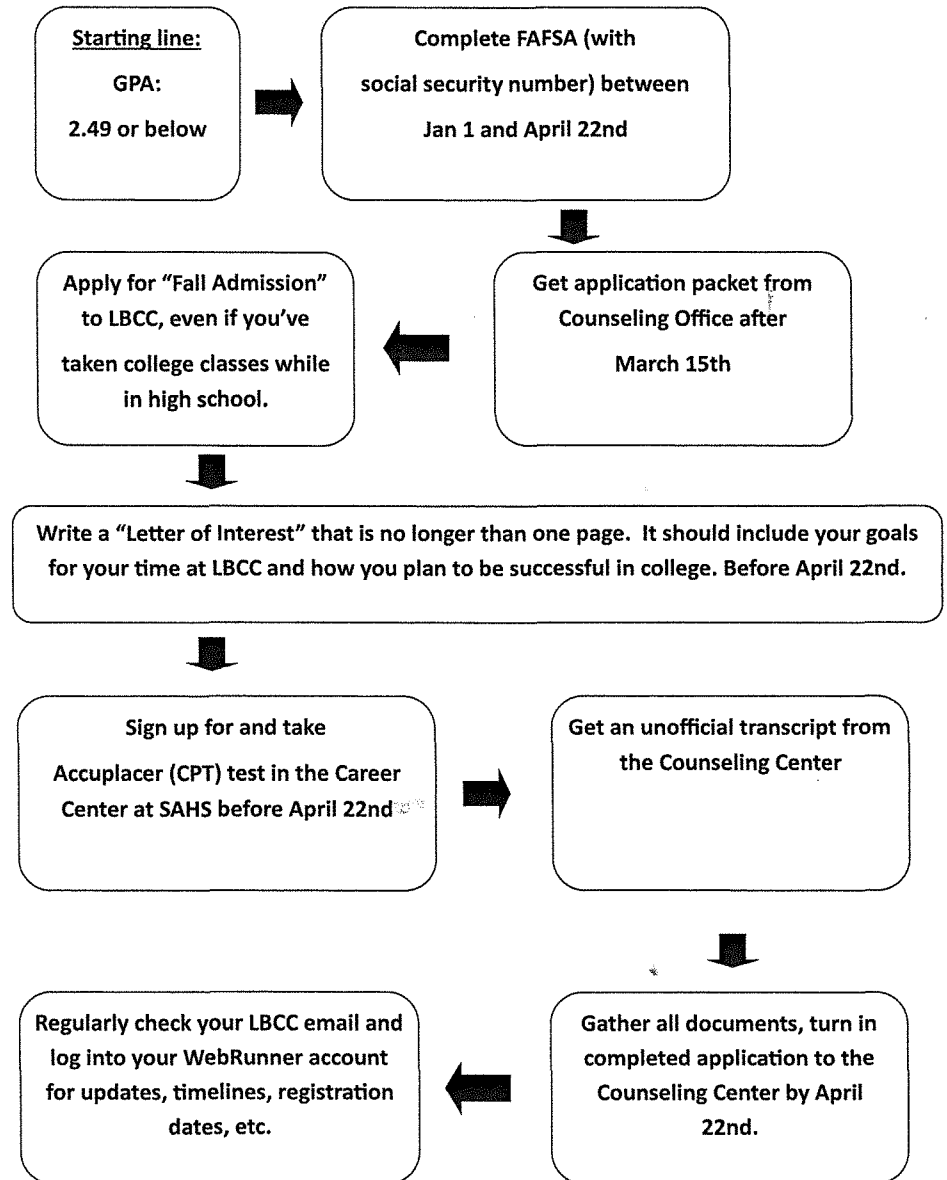 Starting line:
GPA:
2.49 or below
Complete FAFSA (with
social security number) between
Jan 1 and April 22nd
Get application packet from
Counseling Office after
March 15th
Apply for “Fall Admission”
to LBCC, even if you’ve
taken college classes while
in high school.
Write a “Letter of Interest” that is no longer than one page. It should include your goals
for your time at LBCC and how you plan to be successful in college. Before April 22nd.
Sign up for and take
Accuplacer (CPT) test in the Career
Center at SAHS before April 22nd
Get an unofficial transcript from
the Counseling Center
Gather all documents, turn in
completed application to the
Counseling Center by April
22nd.
Regularly check your LBCC email and
log into your WebRunner account
for updates, timelines, registration
dates, etc.